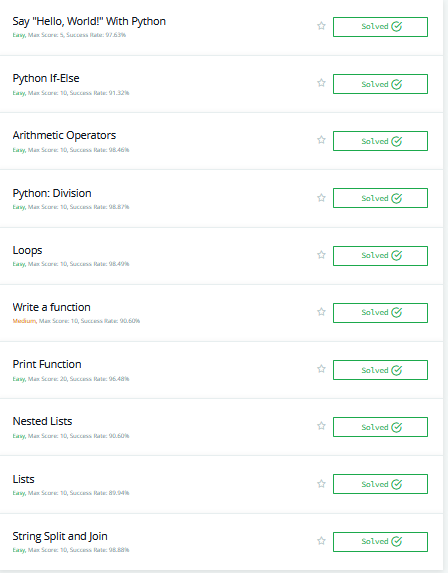 Say "Hello, World!" With Python
Easy, Max Score: 5, Success Rate: 97.63%
Solved
Python If-Else
Easy, Max Score: 10, Success Rate: 91.32%
Solved
Arithmetic Operators
Easy, Max Score: 10, Success Rate: 98.46%
Solved
Python: Division
Easy, Max Score: 10, Success Rate: 98.87%
Solved
Loops
Easy, Max Score: 10, Success Rate: 98.49%
Solved
Write a function
Medium, Max Score: 10, Success Rate: 90.60%
Solved
Print Function
Easy, Max Score: 20, Success Rate: 96.48%
Solved
Nested Lists
Easy, Max Score: 10, Success Rate: 90.60%
Solved
Lists
Easy, Max Score: 10, Success Rate: 89.94%
Solved
String Split and Join
Easy, Max Score: 10, Success Rate: 98.88%
Solved